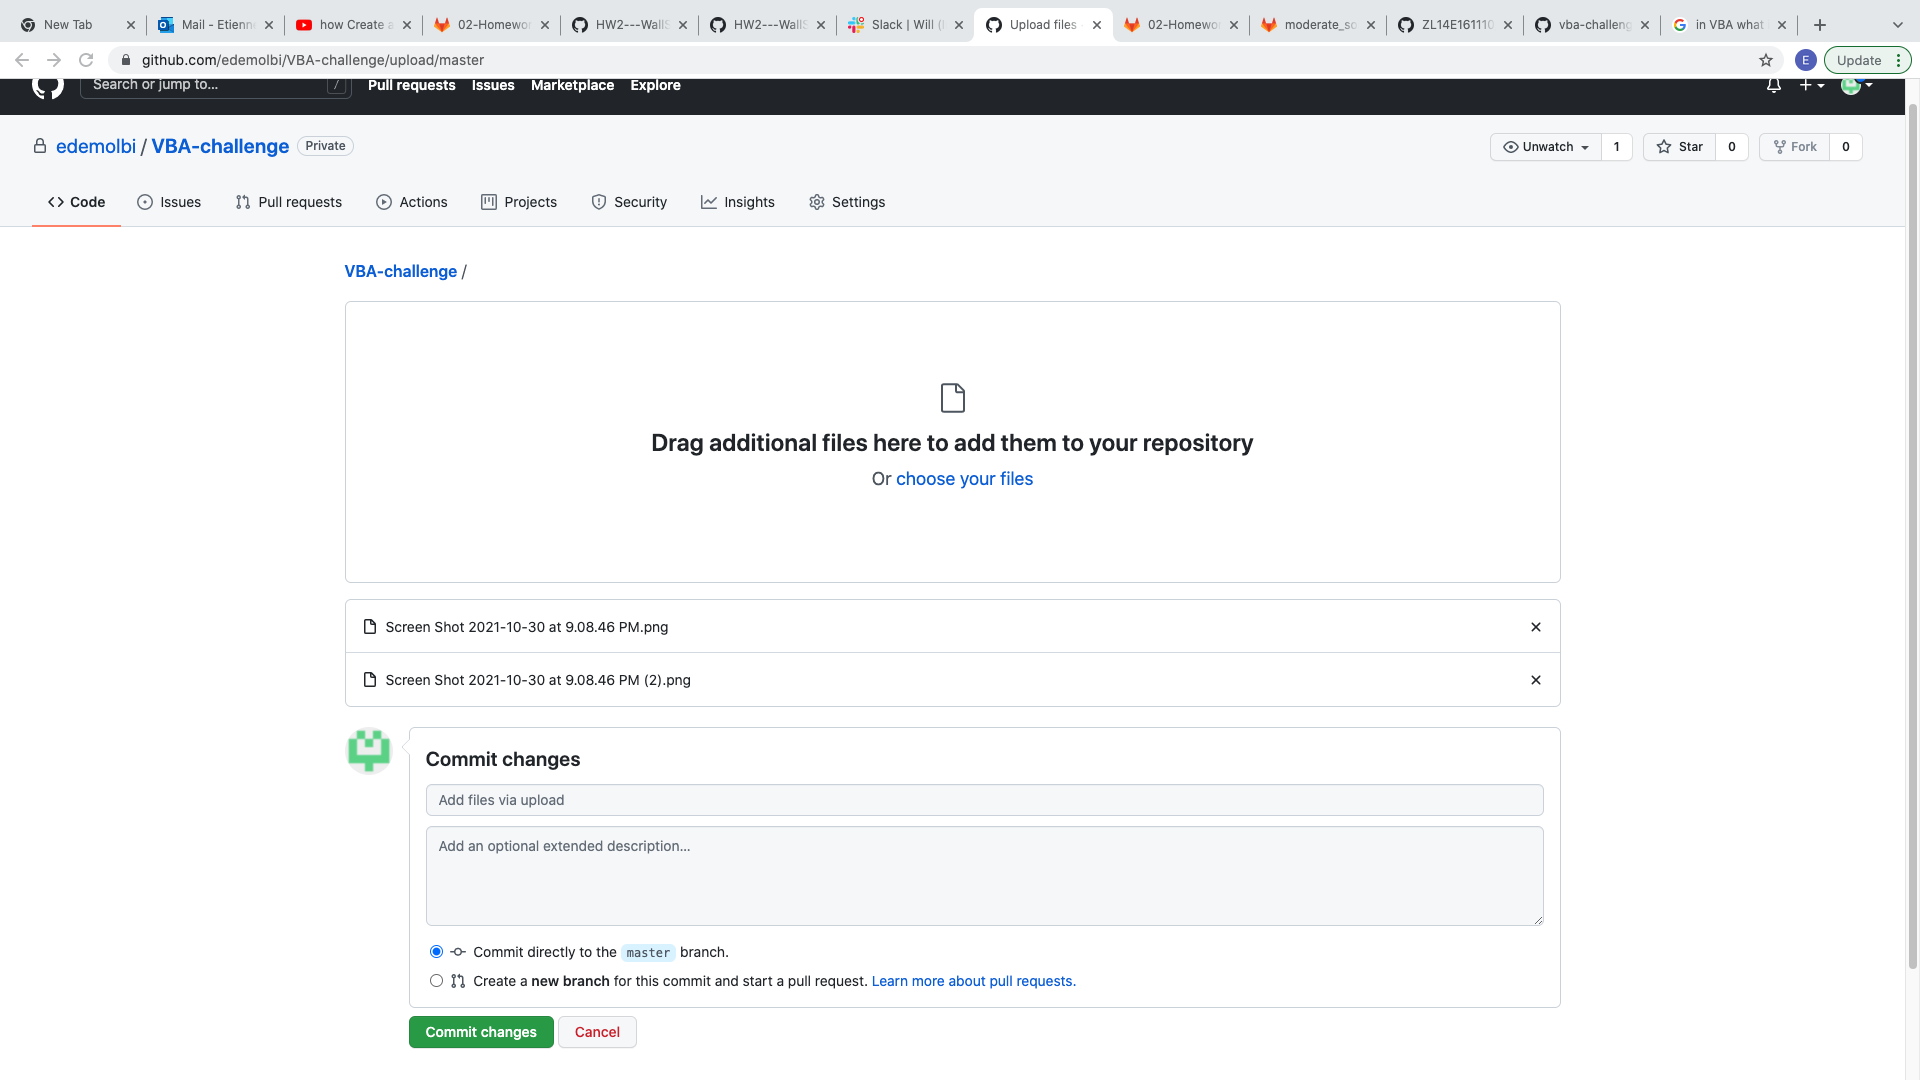 New Tab
Mail - Etienne
how Create a
02-Homewor
HW2---WallS
HW2---WallS
Slack | Will (
Upload files
02-Homewor
moderate_so
ZL14E161110
vba-challeng
in VBA what
github.com/edemolbi/VBA-challenge/upload/master
E
Update
Search or jump to...
/
Pull requests
Issues
Marketplace
Explore
edemolbi / VBA-challenge
Private
Unwatch
1
Star
0
Fork
0
Code
Issues
Pull requests
Actions
Projects
Security
Insights
Settings
VBA-challenge /
Drag additional files here to add them to your repository
Or choose your files
Screen Shot 2021-10-30 at 9.08.46 PM.png
Screen Shot 2021-10-30 at 9.08.46 PM (2).png
Commit changes
Add files via upload
Add an optional extended description...
Commit directly to the master branch.
Create a new branch for this commit and start a pull request. Learn more about pull requests.
Commit changes
Cancel